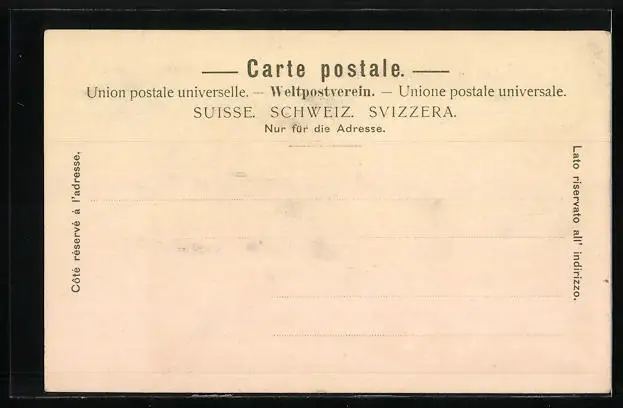 Carte postale.
Union postale universelle. — Weltpostverein. — Unione postale universale.
SUISSE. SCHWEIZ. SVIZZERA.
Nur für die Adresse.
Côté réservé à l'adresse.
Lato riservato all' indirizzo.